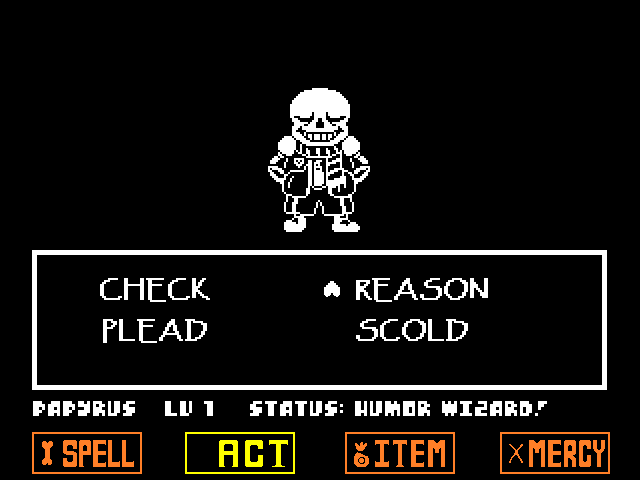 CHECK REASON
PLEAD SCOLD
PAPYRUS LV 1 STATUS: HUMOR WIZARD!
SPELL ACT ITEM MERCY